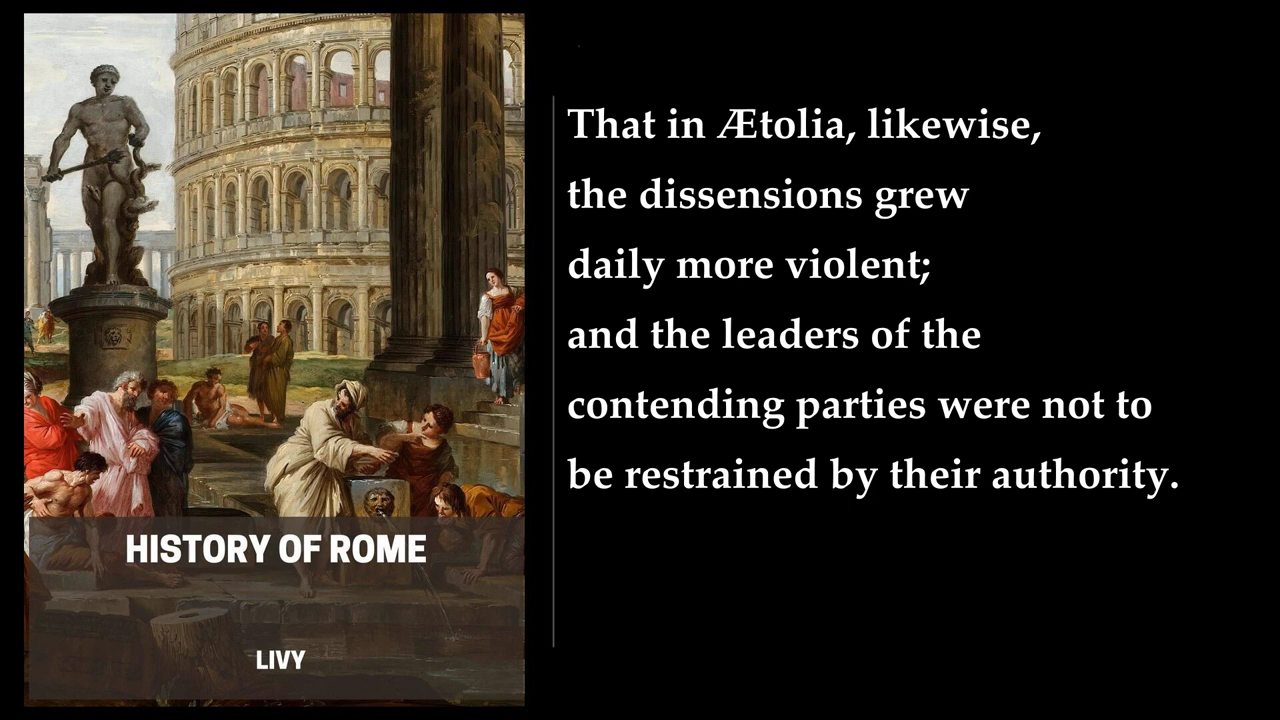 HISTORY OF ROME
LIVY
That in Ætolia, likewise,
the dissensions grew
daily more violent;
and the leaders of the
contending parties were not to
be restrained by their authority.